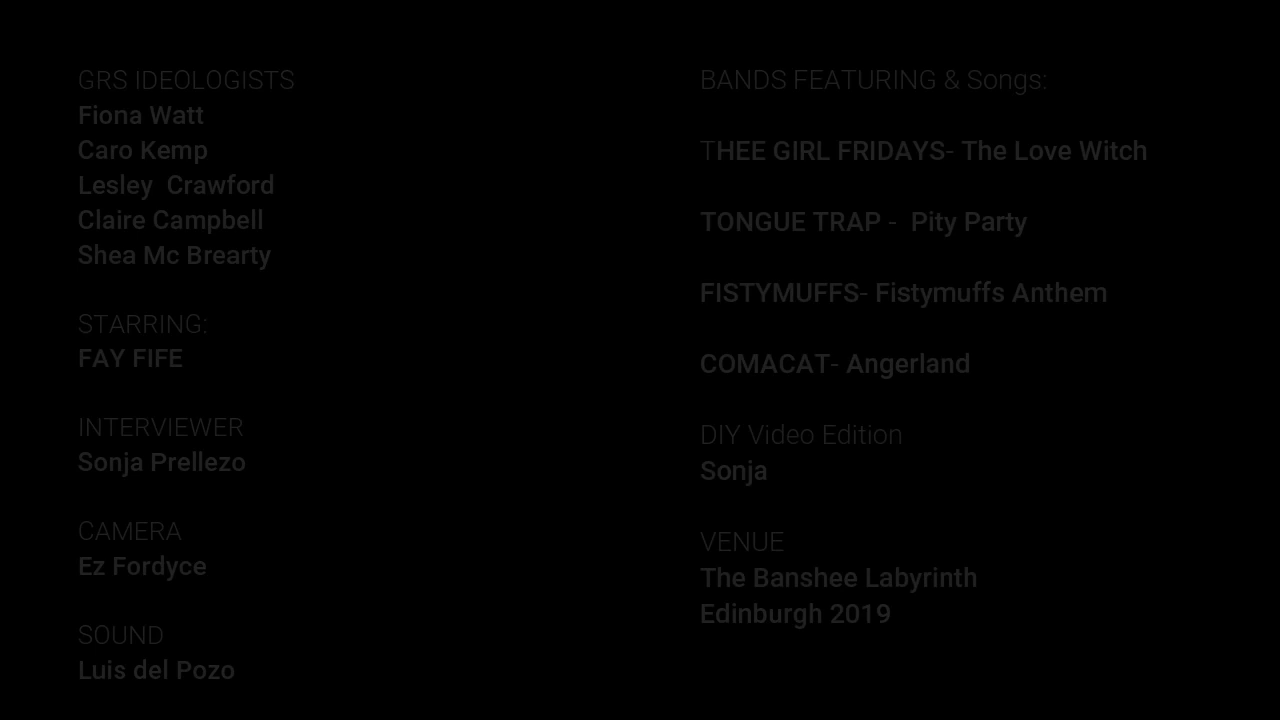 GRS IDEOLOGISTS
Fiona Watt
Caro Kemp
Lesley  Crawford
Claire Campbell
Shea Mc Brearty
STARRING:
FAY FIFE
INTERVIEWER
Sonja Prellezo
CAMERA
Ez Fordyce
SOUND
Luis del Pozo
BANDS FEATURING & Songs:
THEE GIRL FRIDAYS- The Love Witch
TONGUE TRAP -  Pity Party
FISTYMUFFS- Fistymuffs Anthem
COMACAT- Angerland
DIY Video Edition
Sonja
VENUE
The Banshee Labyrinth
Edinburgh 2019